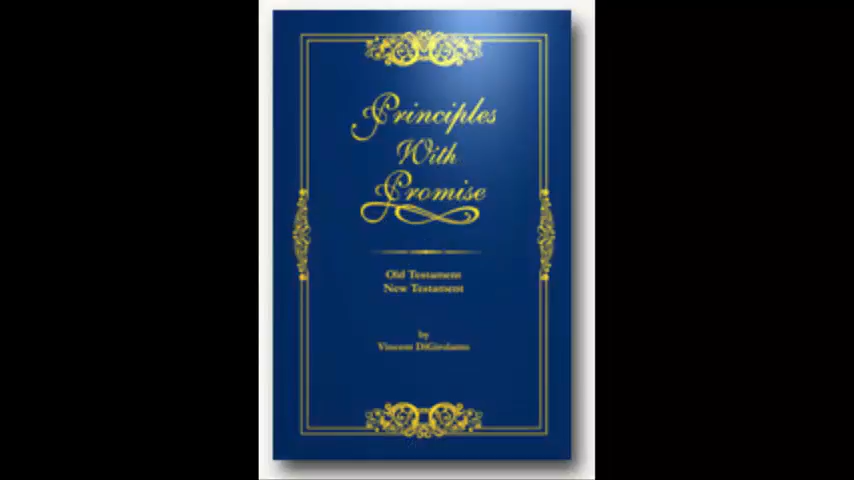 Principles
With
Promise
Old Testament
New Testament
by
Vincent DiGirolamo